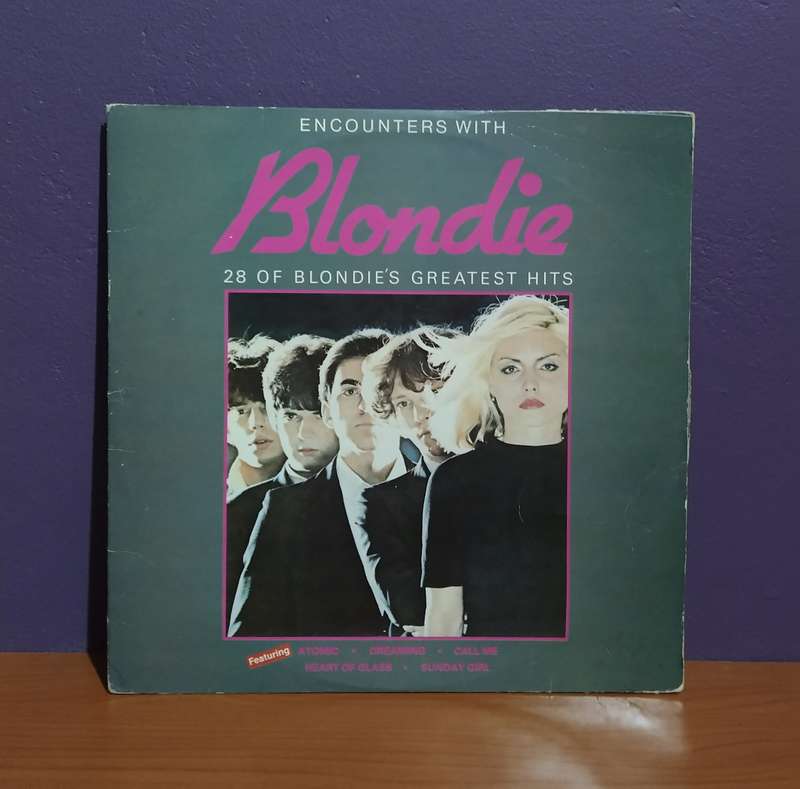 ENCOUNTERS WITH
Blondie
28 OF BLONDIE'S GREATEST HITS
Featuring ATOMIC • DREAMING • CALL ME
HEART OF GLASS • SUNDAY GIRL